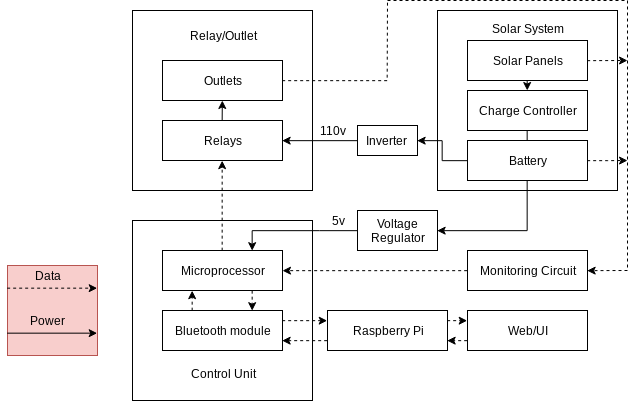 Relay/Outlet
Solar System
Outlets
Solar Panels
Charge Controller
Relays
110v
Inverter
Battery
5v
Voltage
Regulator
Microprocessor
Monitoring Circuit
Data
Power
Bluetooth module
Raspberry Pi
Web/UI
Control Unit